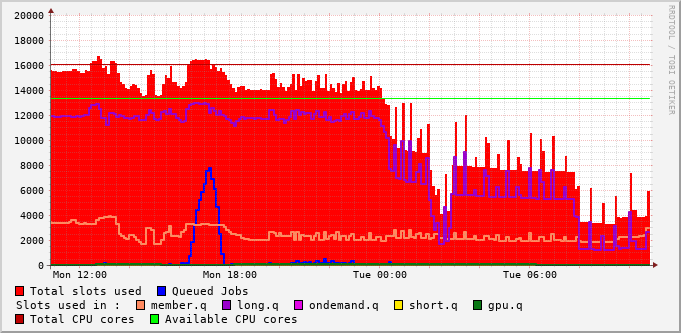 20000
18000
16000
14000
12000
10000
8000
6000
4000
2000
0
Mon 12:00 Mon 18:00 Tue 00:00 Tue 06:00
Total slots used Queued Jobs
Slots used in : member.q long.q ondemand.q short.q gpu.q
Total CPU cores Available CPU cores
RRDTOOL / TOBI OETIKER